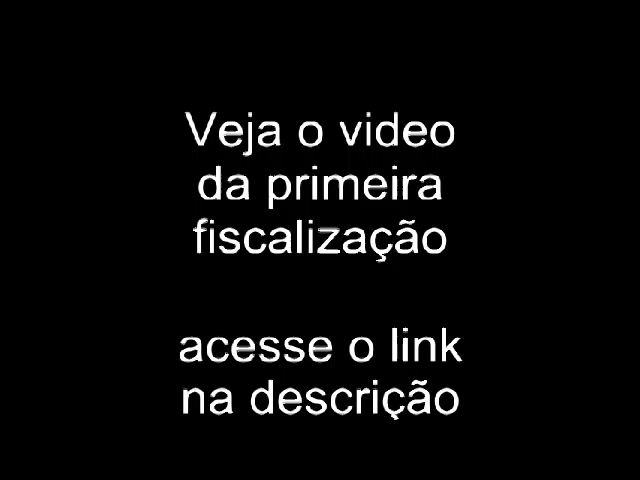 Veja o video
da primeira
fiscalização
acesse o link
na descrição